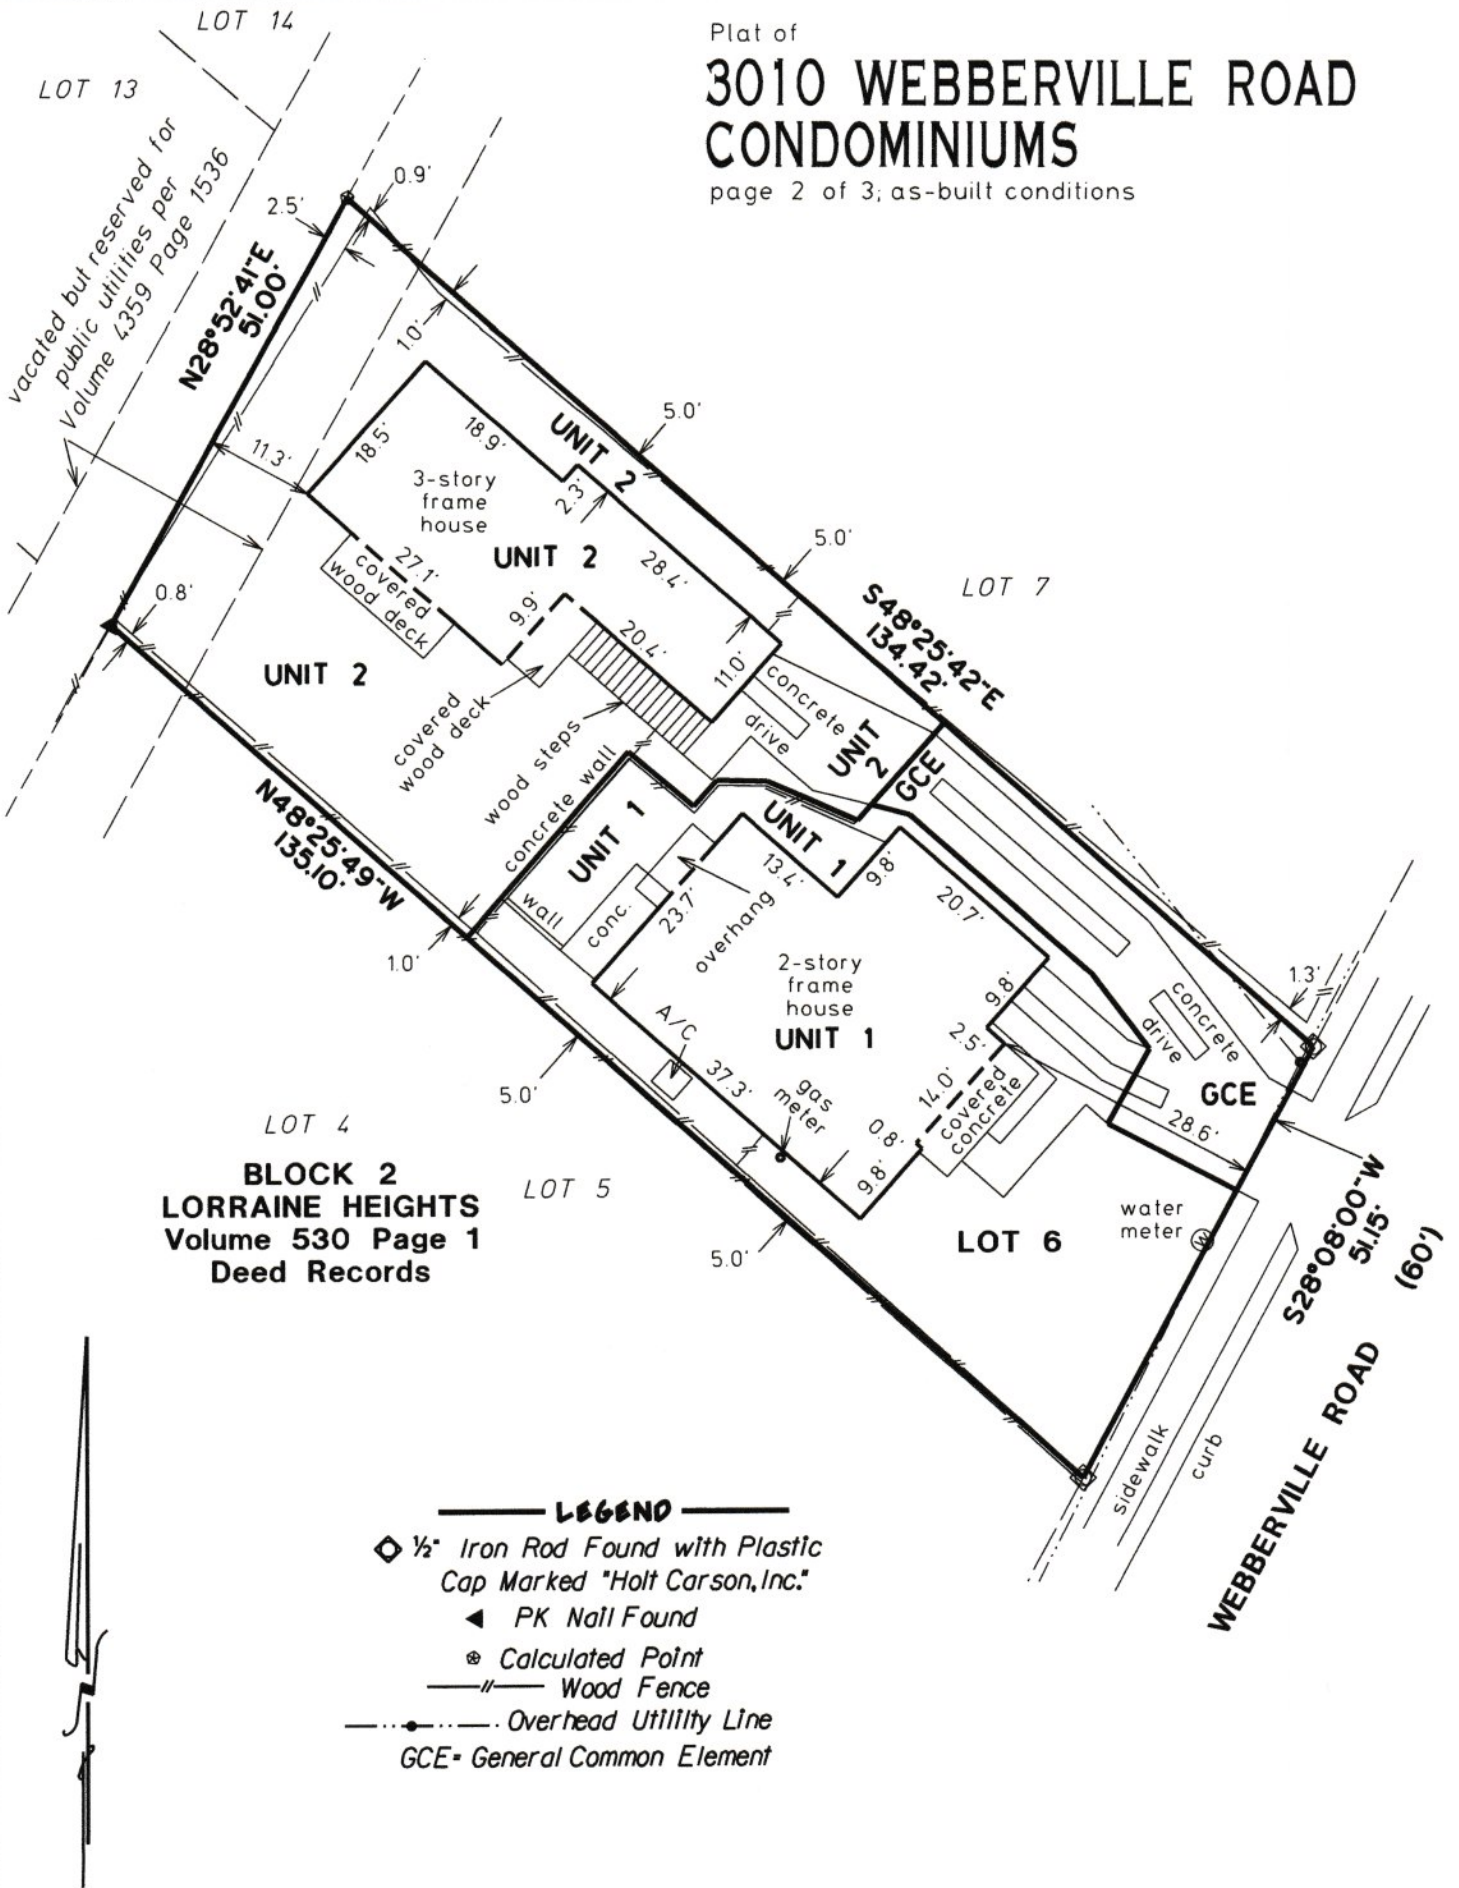 Plat of
3010 WEBBERVILLE ROAD
CONDOMINIUMS
page 2 of 3; as-built conditions
LOT 14
LOT 13
vacated but reserved for
public utilities per
Volume 4359 Page 1536
2.5'
0.9'
N28°52'41"E
51.00'
1.0'
11.3'
18.5'
18.9'
UNIT 2
5.0'
3-story
frame
house
2.3'
UNIT 2
28.4'
5.0'
LOT 7
S48°25'42"E
134.42'
27.1'
covered
wood deck
9.9'
20.4'
11.0'
0.8'
UNIT 2
covered
wood deck
wood steps
concrete
drive
UNIT
2
GCE
N48°25'49"W
135.10'
concrete wall
UNIT 1
UNIT 1
wall
conc.
23.7'
overhang
13.4'
9.8'
20.7'
1.0'
2-story
frame
house
UNIT 1
9.8'
2.5'
A/C
37.3'
gas
meter
14.0'
covered
concrete
0.8'
9.8'
1.3'
concrete
drive
GCE
28.6'
5.0'
5.0'
LOT 4
BLOCK 2
LORRAINE HEIGHTS
Volume 530 Page 1
Deed Records
LOT 5
LOT 6
water
meter
W
S28°08'00"W
51.15'
(60')
WEBBERVILLE ROAD
sidewalk
curb
LEGEND
½" Iron Rod Found with Plastic
Cap Marked "Holt Carson, Inc."
PK Nail Found
Calculated Point
Wood Fence
Overhead Utililty Line
GCE= General Common Element
N